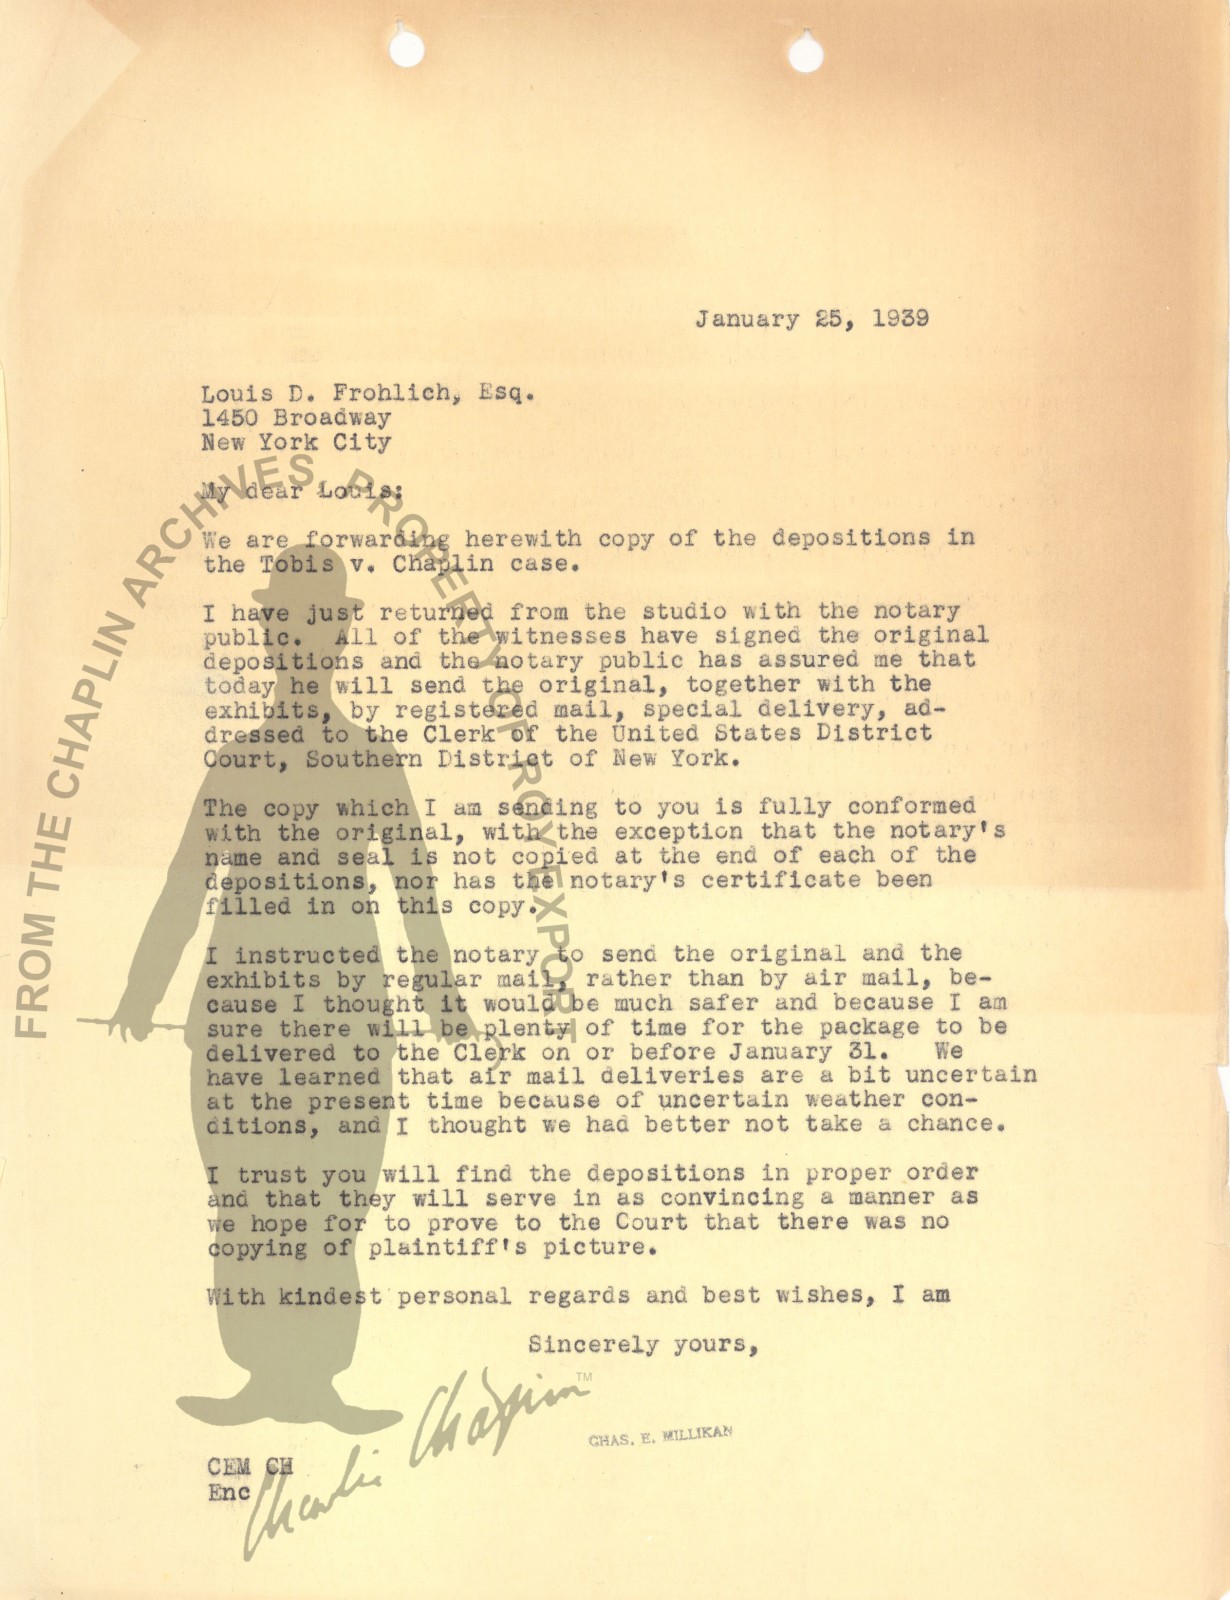 January 25, 1939
Louis D. Frohlich, Esq.
1450 Broadway
New York City
My dear Louis:
We are forwarding herewith copy of the depositions in
the Tobis v. Chaplin case.
I have just returned from the studio with the notary
public. All of the witnesses have signed the original
depositions and the notary public has assured me that
today he will send the original, together with the
exhibits, by registered mail, special delivery, ad-
dressed to the Clerk of the United States District
Court, Southern District of New York.
The copy which I am sending to you is fully conformed
with the original, with the exception that the notary's
name and seal is not copied at the end of each of the
depositions, nor has the notary's certificate been
filled in on this copy.
I instructed the notary to send the original and the
exhibits by regular mail, rather than by air mail, be-
cause I thought it would be much safer and because I am
sure there will be plenty of time for the package to be
delivered to the Clerk on or before January 31. We
have learned that air mail deliveries are a bit uncertain
at the present time because of uncertain weather con-
ditions, and I thought we had better not take a chance.
I trust you will find the depositions in proper order
and that they will serve in as convincing a manner as
we hope for to prove to the Court that there was no
copying of plaintiff's picture.
With kindest personal regards and best wishes, I am
Sincerely yours,
CHAS. E. MILLIKAN
CEM CH
Enc
FROM THE CHAPLIN ARCHIVES PROPERTY OF ROY EXPORT
Charlie Chaplin™